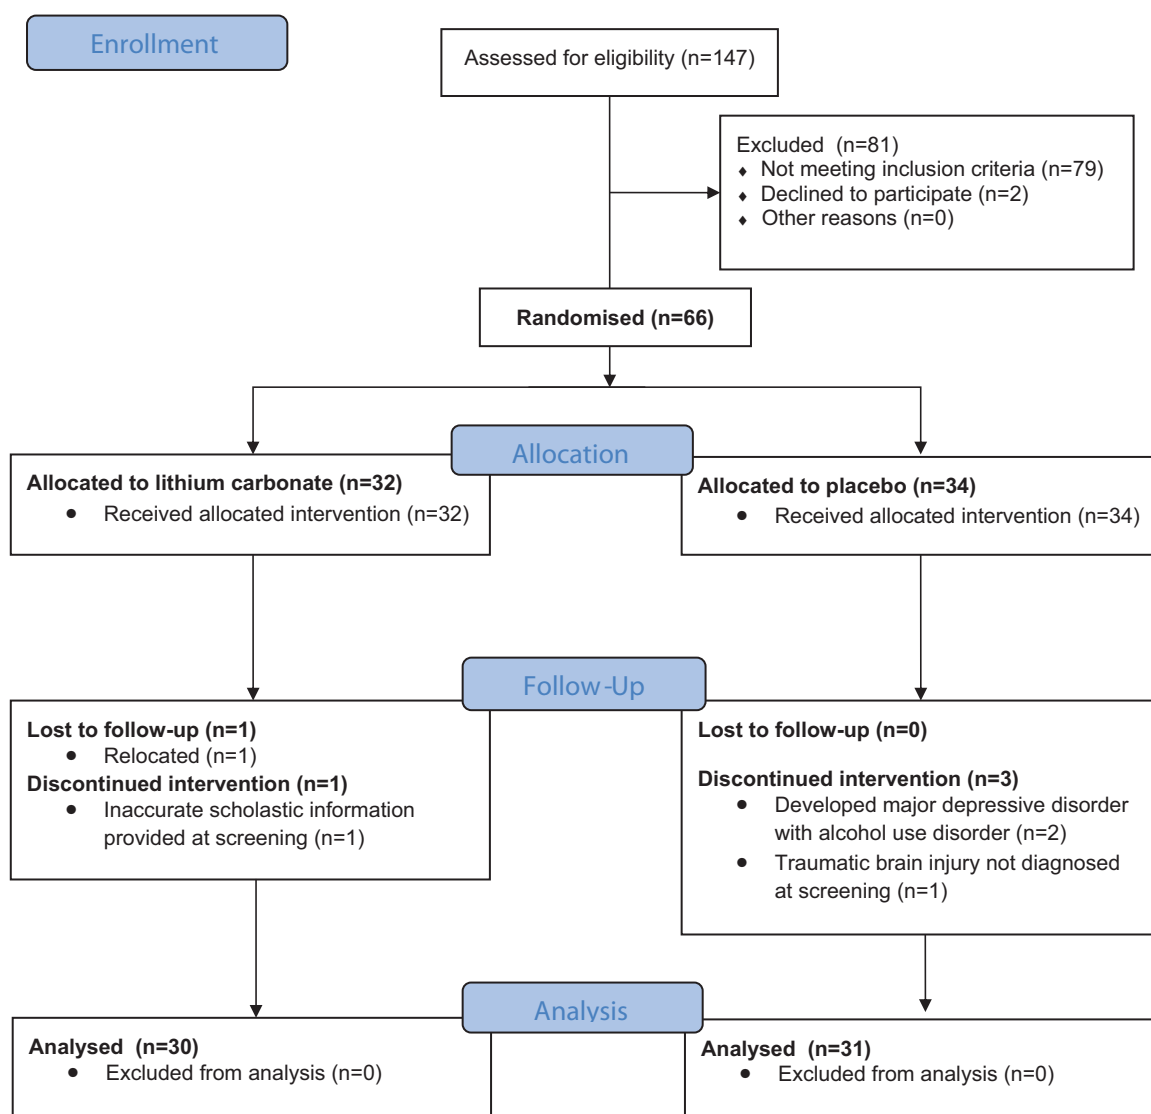 Enrollment
Assessed for eligibility (n=147)
Excluded (n=81)
♦ Not meeting inclusion criteria (n=79)
♦ Declined to participate (n=2)
♦ Other reasons (n=0)
Randomised (n=66)
Allocation
Allocated to lithium carbonate (n=32)
• Received allocated intervention (n=32)
Allocated to placebo (n=34)
• Received allocated intervention (n=34)
Follow-Up
Lost to follow-up (n=1)
• Relocated (n=1)
Discontinued intervention (n=1)
• Inaccurate scholastic information
provided at screening (n=1)
Lost to follow-up (n=0)
Discontinued intervention (n=3)
• Developed major depressive disorder
with alcohol use disorder (n=2)
• Traumatic brain injury not diagnosed
at screening (n=1)
Analysis
Analysed (n=30)
• Excluded from analysis (n=0)
Analysed (n=31)
• Excluded from analysis (n=0)